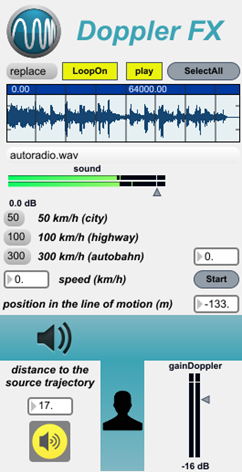 Doppler FX
replace LoopOn play SelectAll
0.00 64000.00
autoradio.wav
sound
0.0 dB
50 50 km/h (city)
100 100 km/h (highway)
300 300 km/h (autobahn) 0.
0. speed (km/h) Start
position in the line of motion (m) -133.
distance to the
source trajectory
17.
gainDoppler
-16 dB